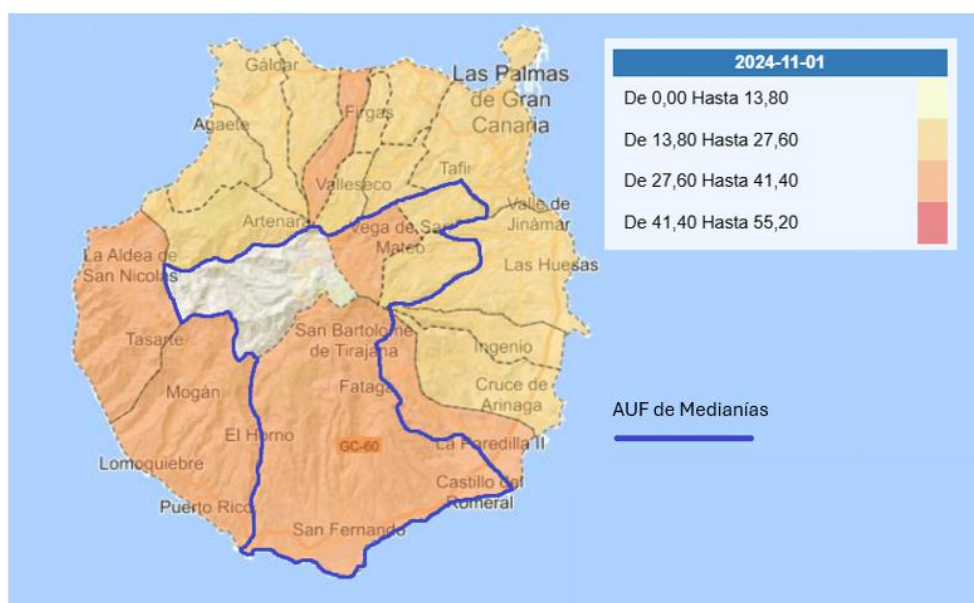 2024-11-01
De 0,00 Hasta 13,80
De 13,80 Hasta 27,60
De 27,60 Hasta 41,40
De 41,40 Hasta 55,20
AUF de Medianías
Gáldar
Las Palmas
de Gran
Canaria
Firgas
Agaete
Tafir
Valleseco
Artenara
Valle de
Jinámar
Vega de San
Mateo
La Aldea de
San Nicolás
Las Huesas
Tasarte
San Bartolomé
de Tirajana
Ingenio
Mogán
Fataga
Cruce de
Arinaga
El Horno
GC-60
La Paredilla II
Lomoquiebre
Castillo del
Romeral
Puerto Rico
San Fernando